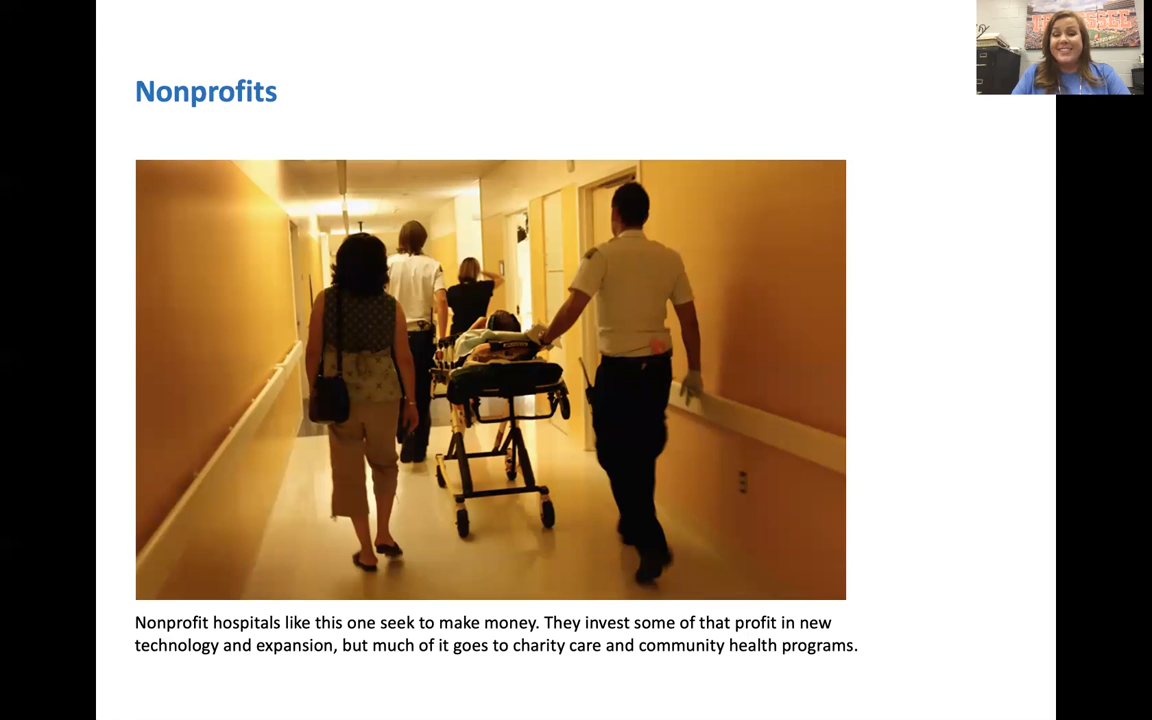 Nonprofits
TENNESSEE
Nonprofit hospitals like this one seek to make money. They invest some of that profit in new
technology and expansion, but much of it goes to charity care and community health programs.